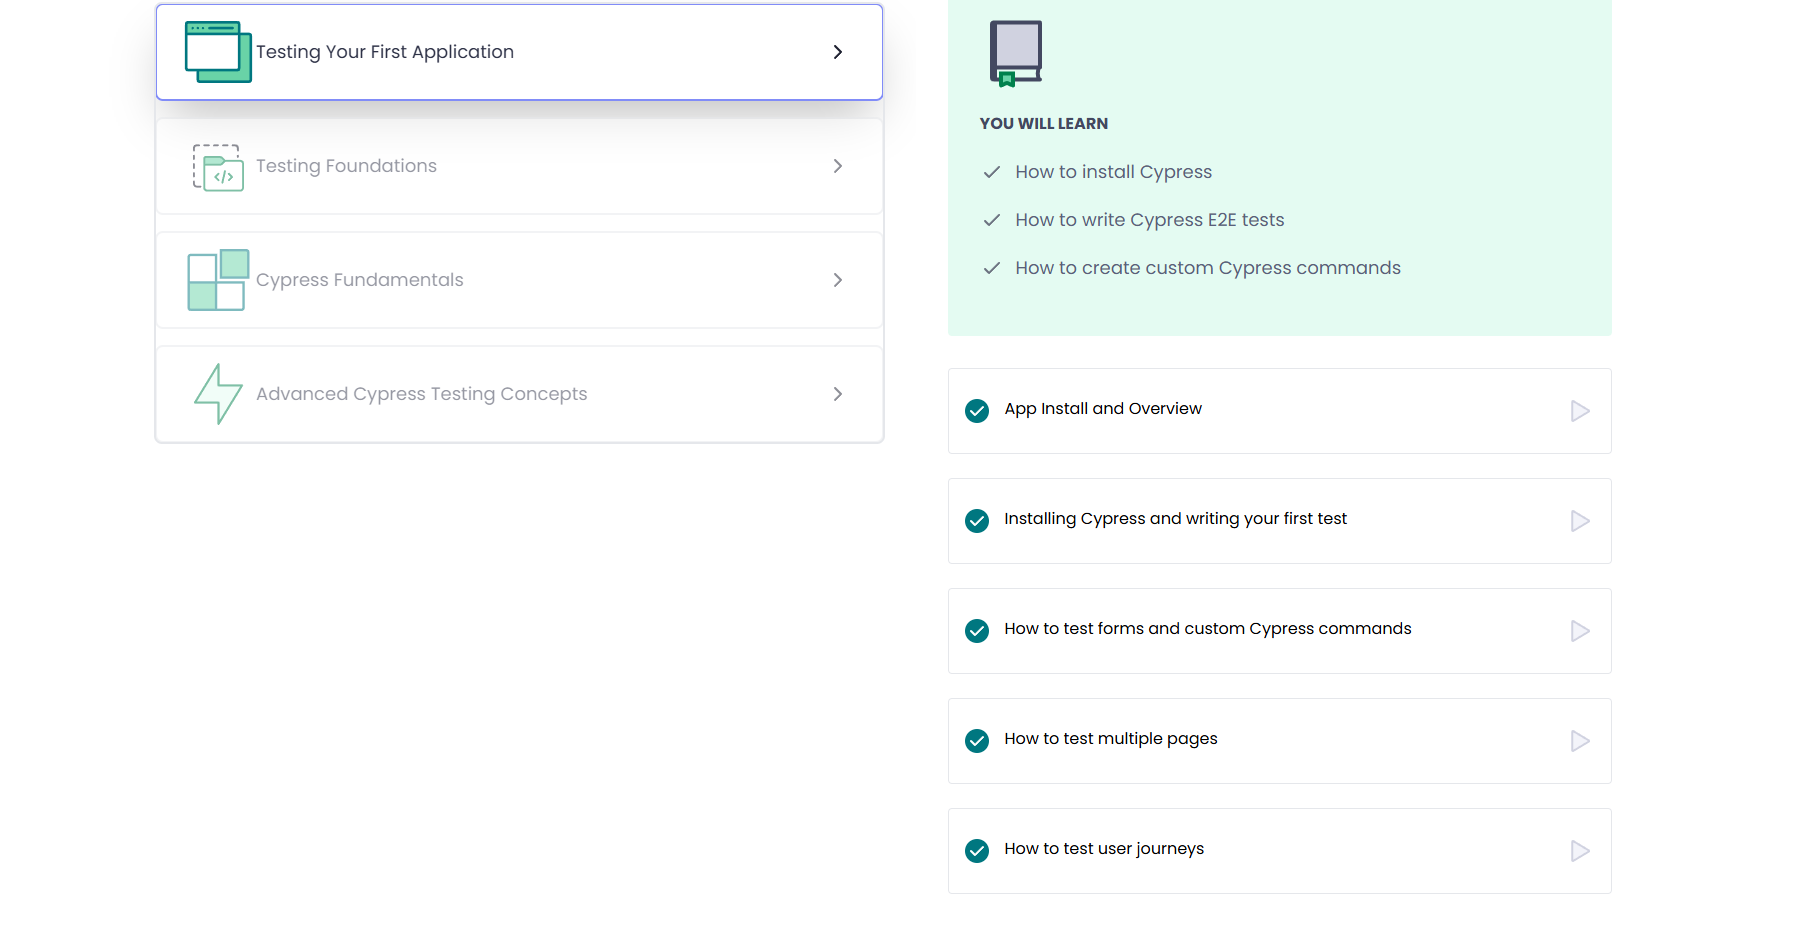 Testing Your First Application
Testing Foundations
Cypress Fundamentals
Advanced Cypress Testing Concepts
YOU WILL LEARN
How to install Cypress
How to write Cypress E2E tests
How to create custom Cypress commands
App Install and Overview
Installing Cypress and writing your first test
How to test forms and custom Cypress commands
How to test multiple pages
How to test user journeys